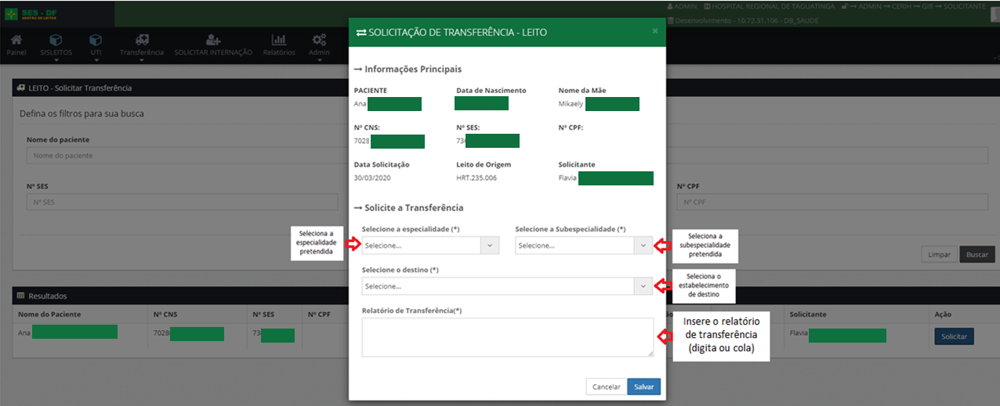 SES - DF
GESTÃO DE LEITOS
ADMIN HOSPITAL REGIONAL DE TAGUATINGA ADMIN CERIH GIR SOLICITANTE
Desenvolvimento - 10.72.31.106 - DB_SAUDE
Painel SISLEITOS UTI Transferência SOLICITAR INTERNAÇÃO Relatórios Admin
LEITO - Solicitar Transferência
Defina os filtros para sua busca
Nome do paciente
Nome do paciente
Nº SES
Nº SES
Nº CPF
Nº CPF
Limpar Buscar
SOLICITAÇÃO DE TRANSFERÊNCIA - LEITO ×
Informações Principais
PACIENTE Data de Nascimento Nome da Mãe
Ana Mikaely
Nº CNS: Nº SES: Nº CPF:
7028 73
Data Solicitação Leito de Origem Solicitante
30/03/2020 HRT.235.006 Flavia
Solicite a Transferência
Selecione a especialidade (*) Selecione a Subespecialidade (*)
Selecione... Selecione...
Seleciona a
especialidade
pretendida
Seleciona a
subespecialidade
pretendida
Selecione o destino (*)
Selecione...
Seleciona o
estabelecimento
de destino
Relatório de Transferência(*)
Insere o relatório
de transferência
(digita ou cola)
Cancelar Salvar
Resultados
Nome do Paciente Nº CNS Nº SES Nº CPF Solicitante Ação
Ana 7028 73 Flavia Solicitar